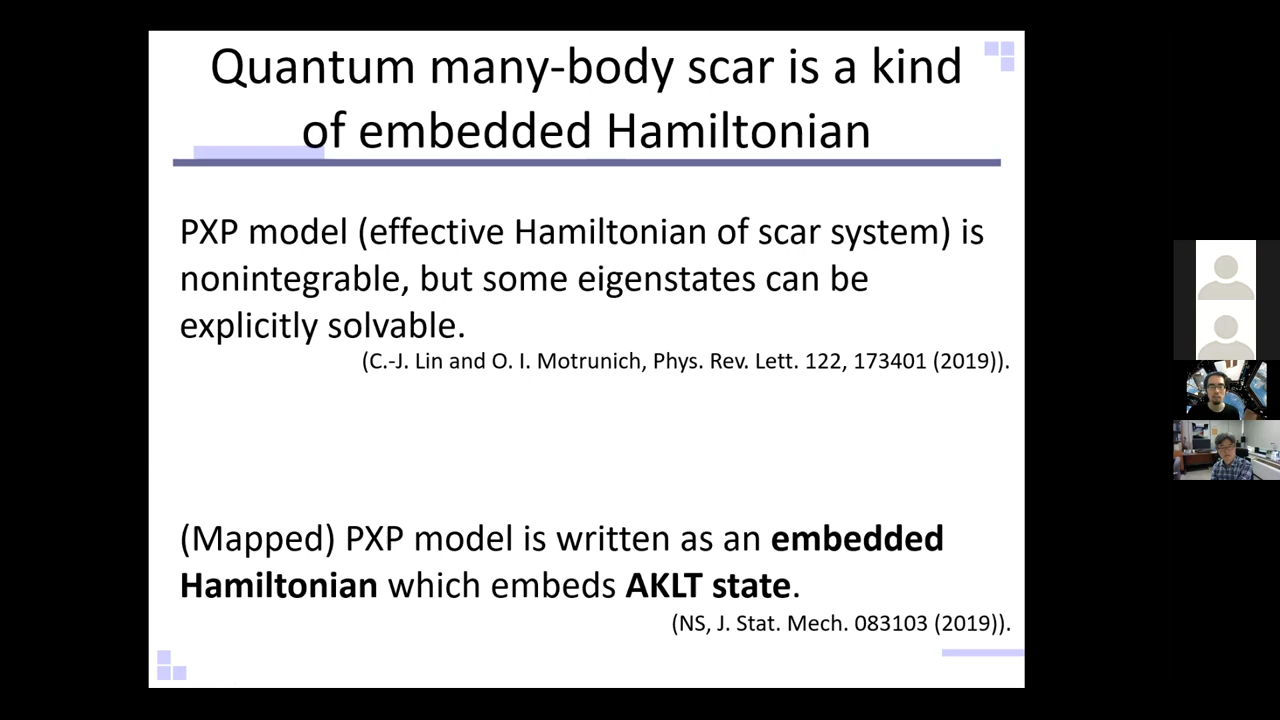 Quantum many-body scar is a kind
of embedded Hamiltonian
PXP model (effective Hamiltonian of scar system) is
nonintegrable, but some eigenstates can be
explicitly solvable.
(C.-J. Lin and O. I. Motrunich, Phys. Rev. Lett. 122, 173401 (2019)).
(Mapped) PXP model is written as an embedded
Hamiltonian which embeds AKLT state.
(NS, J. Stat. Mech. 083103 (2019)).